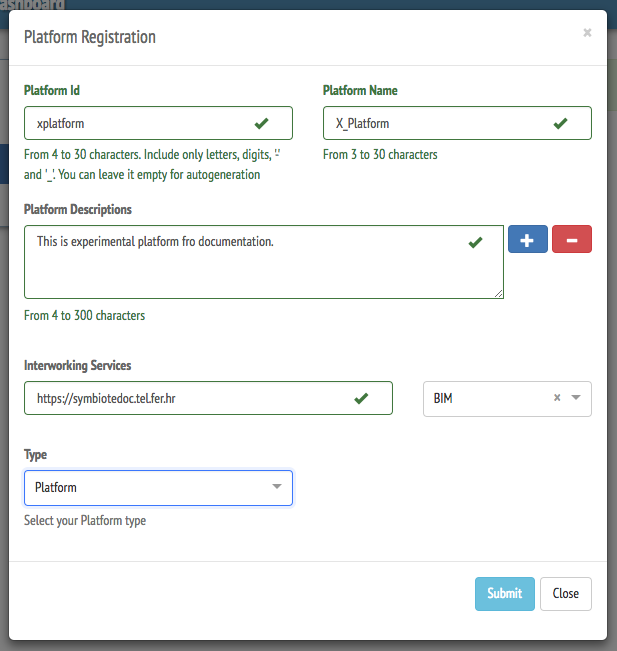 ashboard
Platform Registration ×
Platform Id Platform Name
xplatform X_Platform
From 4 to 30 characters. Include only letters, digits, '-' From 3 to 30 characters
and '_'. You can leave it empty for autogeneration
Platform Descriptions
This is experimental platform fro documentation.
From 4 to 300 characters
Interworking Services
https://symbiotedoc.tel.fer.hr BIM ×
Type
Platform
Select your Platform type
Submit Close